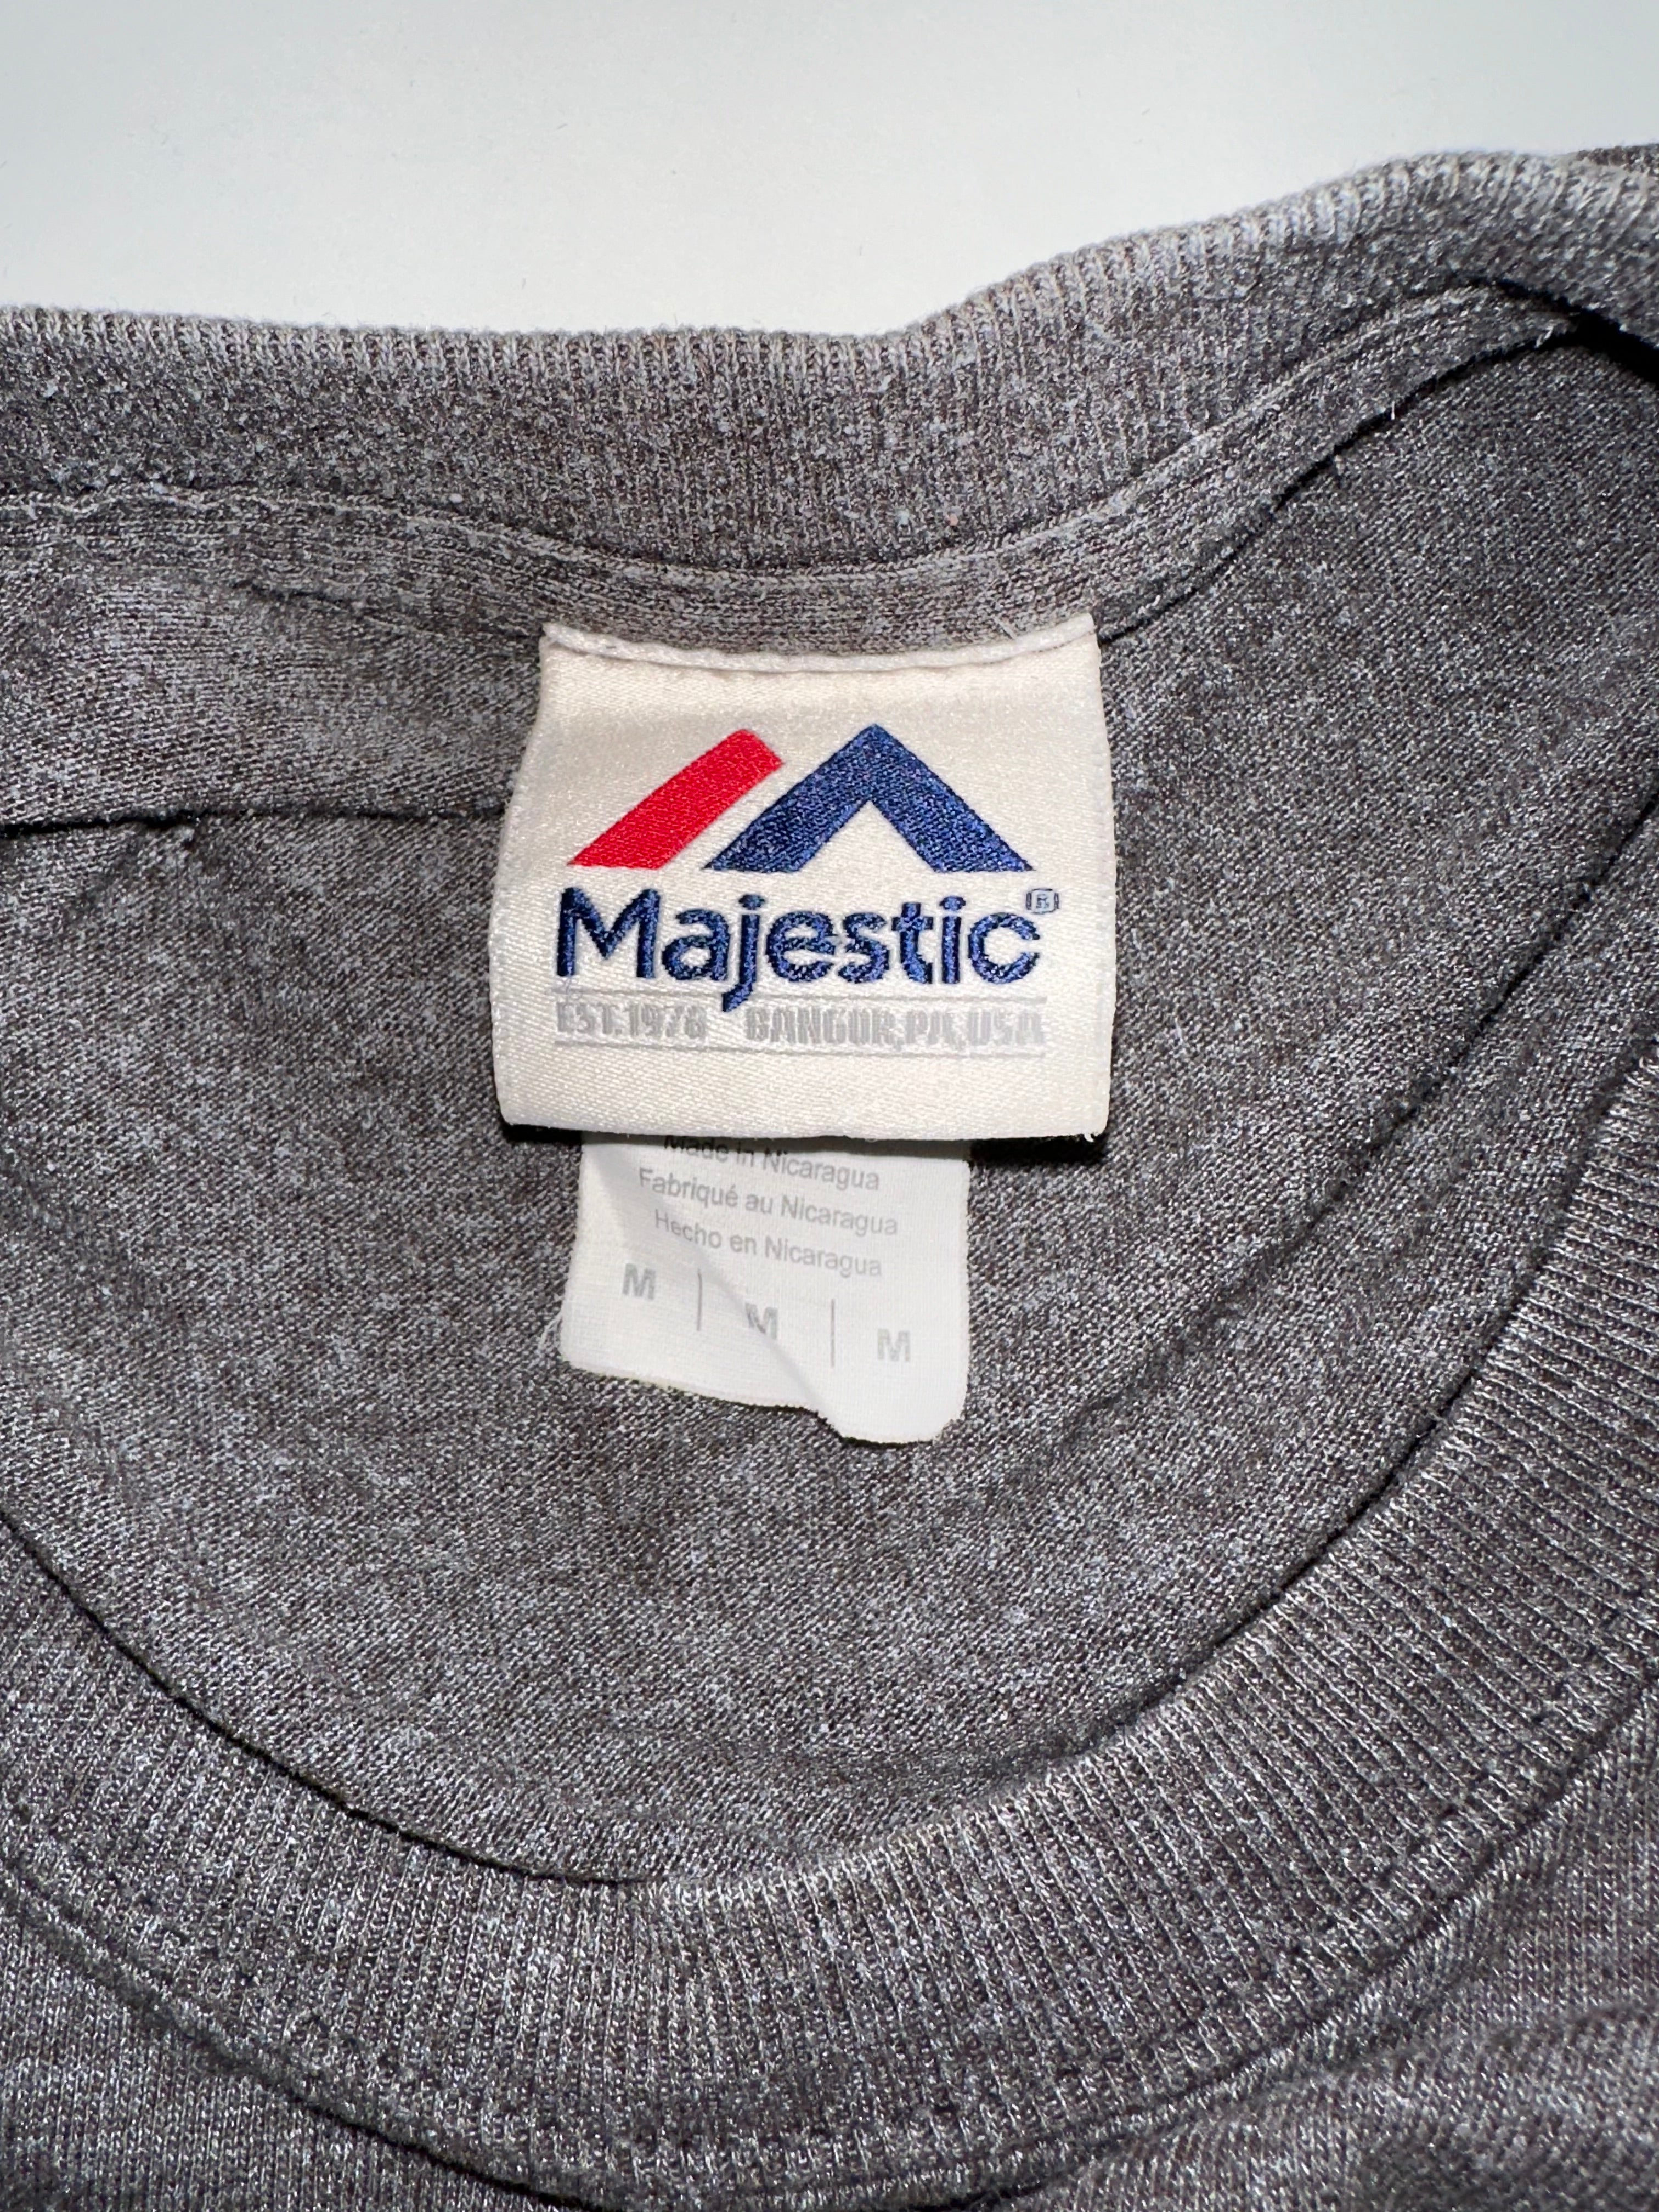 Majestic®
EST.1976 BANGOR,PA,USA
Made in Nicaragua
Fabriqué au Nicaragua
Hecho en Nicaragua
M | M | M